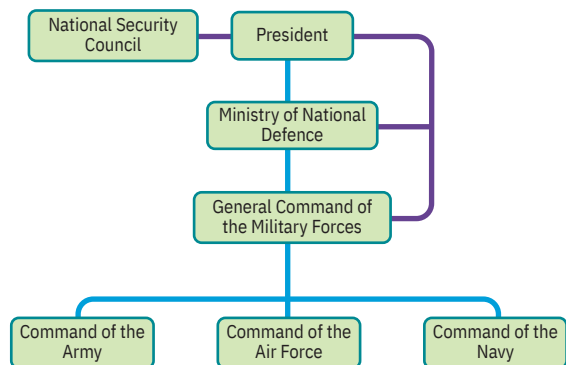 National Security
Council
President
Ministry of National
Defence
General Command of
the Military Forces
Command of the
Army
Command of the
Air Force
Command of the
Navy